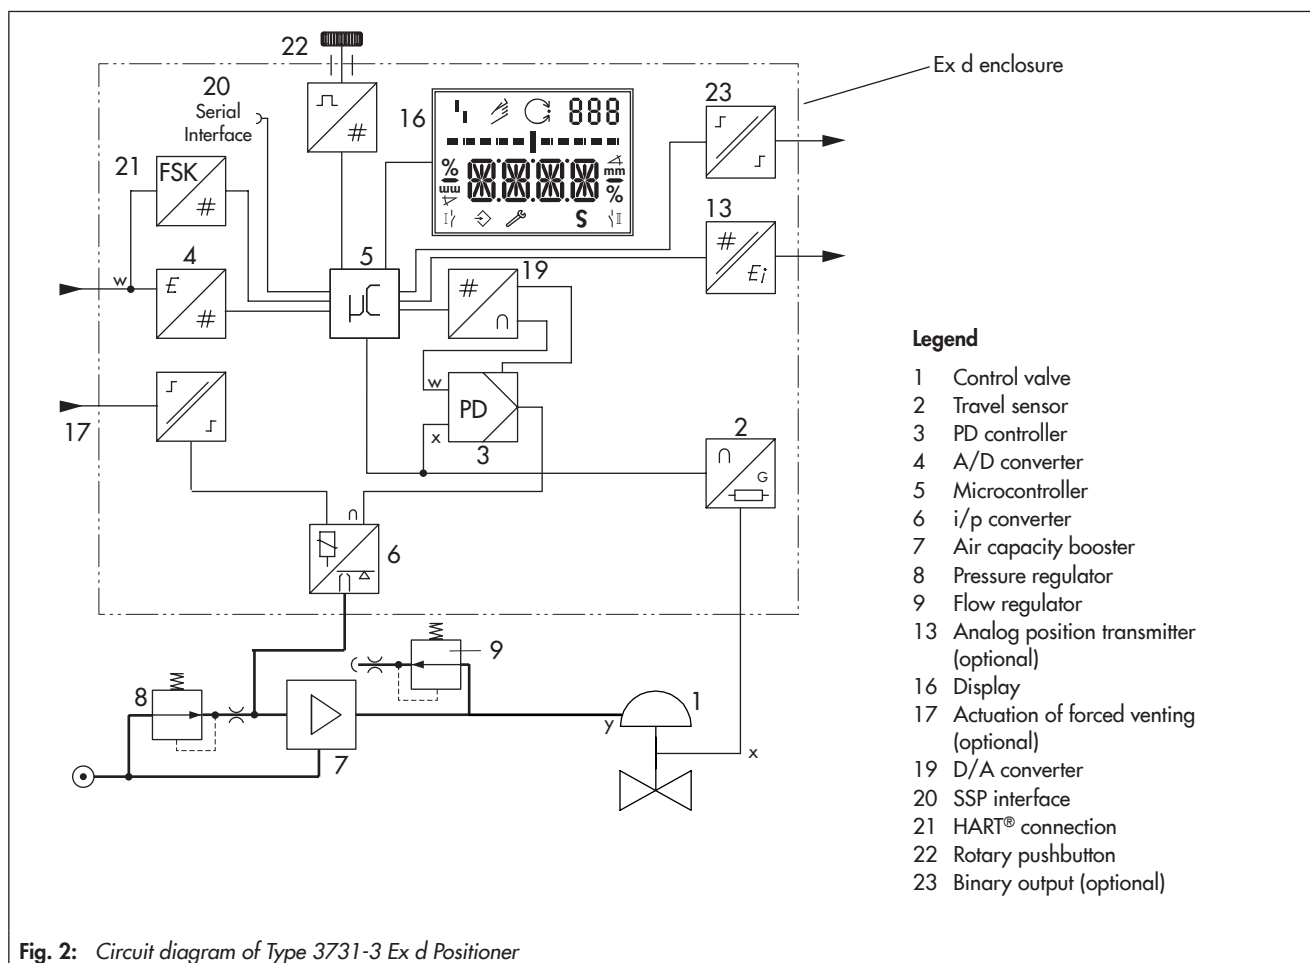 22
Ex d enclosure
20
Serial
Interface
16
888
%
mm
%
mm
S
I
II
23
21
FSK
#
#
13
#
Ei
w
4
E
#
5
µC
19
#
∩
w
PD
x
3
17
2
∩
G
∩
6
9
8
7
y
1
x
Legend
1 Control valve
2 Travel sensor
3 PD controller
4 A/D converter
5 Microcontroller
6 i/p converter
7 Air capacity booster
8 Pressure regulator
9 Flow regulator
13 Analog position transmitter
(optional)
16 Display
17 Actuation of forced venting
(optional)
19 D/A converter
20 SSP interface
21 HART® connection
22 Rotary pushbutton
23 Binary output (optional)
Fig. 2: Circuit diagram of Type 3731-3 Ex d Positioner